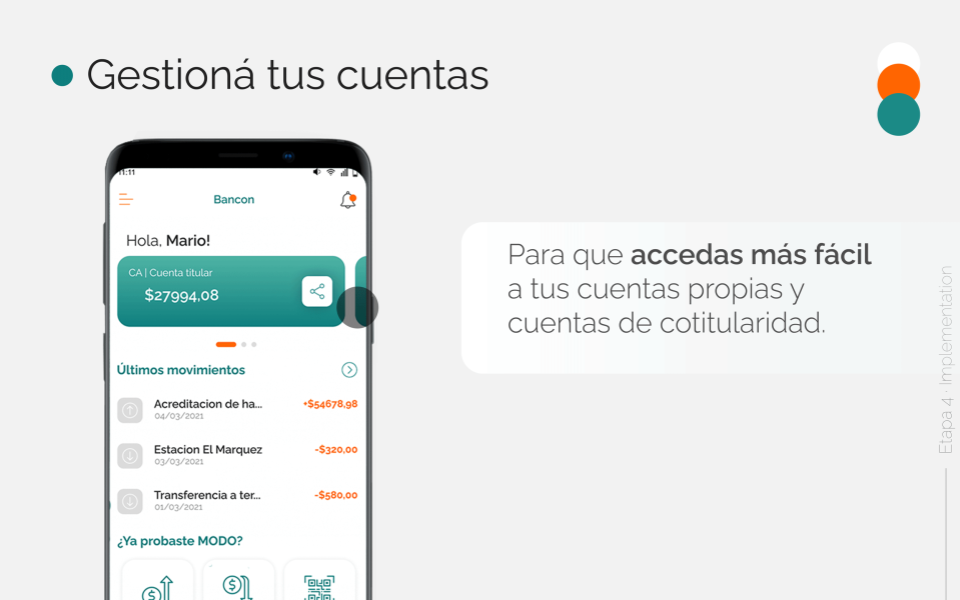 Gestioná tus cuentas
11:11
Bancon
Hola, Mario!
CA | Cuenta titular
$27994,08
Últimos movimientos
Acreditacion de ha...
04/03/2021
+$54678,98
Estacion El Marquez
03/03/2021
-$320,00
Transferencia a ter...
01/03/2021
-$580,00
¿Ya probaste MODO?
Para que accedas más fácil
a tus cuentas propias y
cuentas de cotitularidad.
Etapa 4 · Implementation